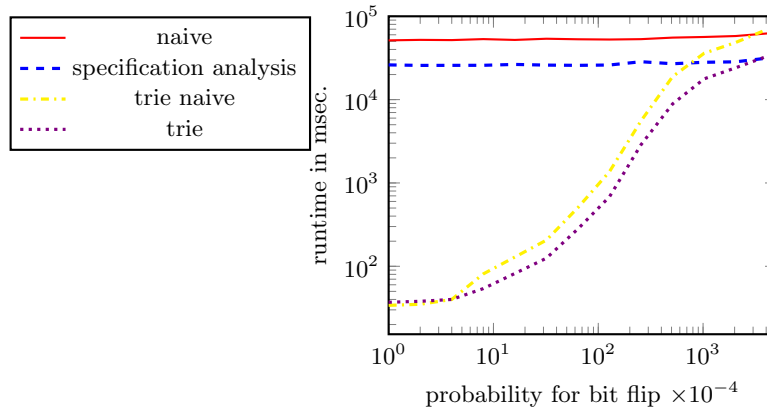 naive
specification analysis
trie naive
trie
10^5
10^4
10^3
10^2
runtime in msec.
10^0
10^1
10^2
10^3
probability for bit flip ×10^−4